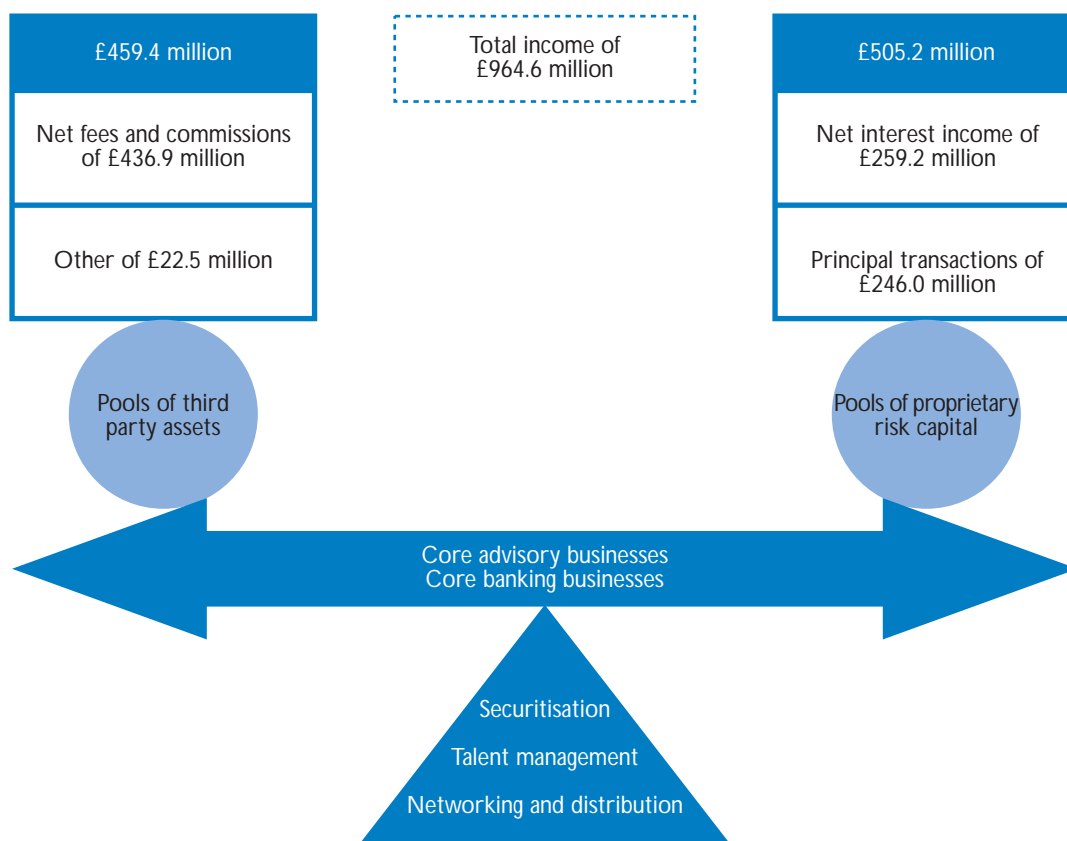 £459.4 million
Net fees and commissions
of £436.9 million
Other of £22.5 million
Pools of third
party assets
Total income of
£964.6 million
£505.2 million
Net interest income of
£259.2 million
Principal transactions of
£246.0 million
Pools of proprietary
risk capital
Core advisory businesses
Core banking businesses
Securitisation
Talent management
Networking and distribution